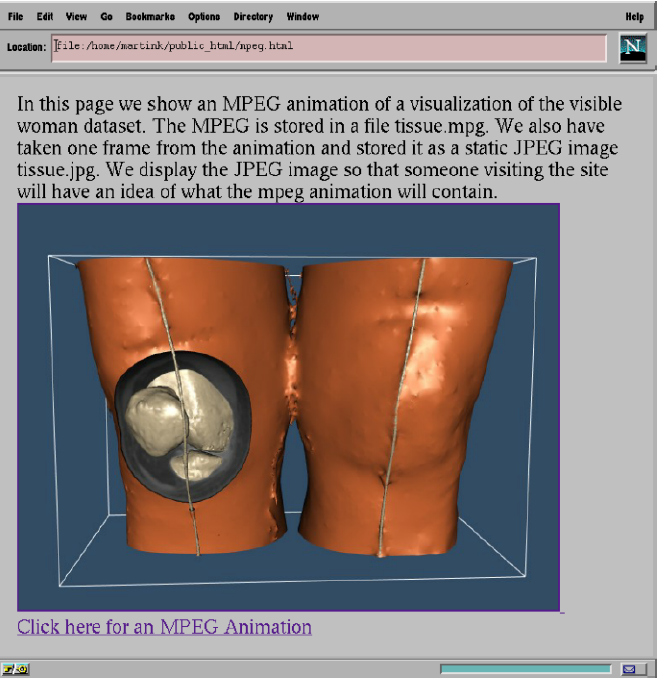 File Edit View Go Bookmarks Options Directory Window Help
Location: file:/home/martink/public_html/mpeg.html
N
In this page we show an MPEG animation of a visualization of the visible
woman dataset. The MPEG is stored in a file tissue.mpg. We also have
taken one frame from the animation and stored it as a static JPEG image
tissue.jpg. We display the JPEG image so that someone visiting the site
will have an idea of what the mpeg animation will contain.
Click here for an MPEG Animation